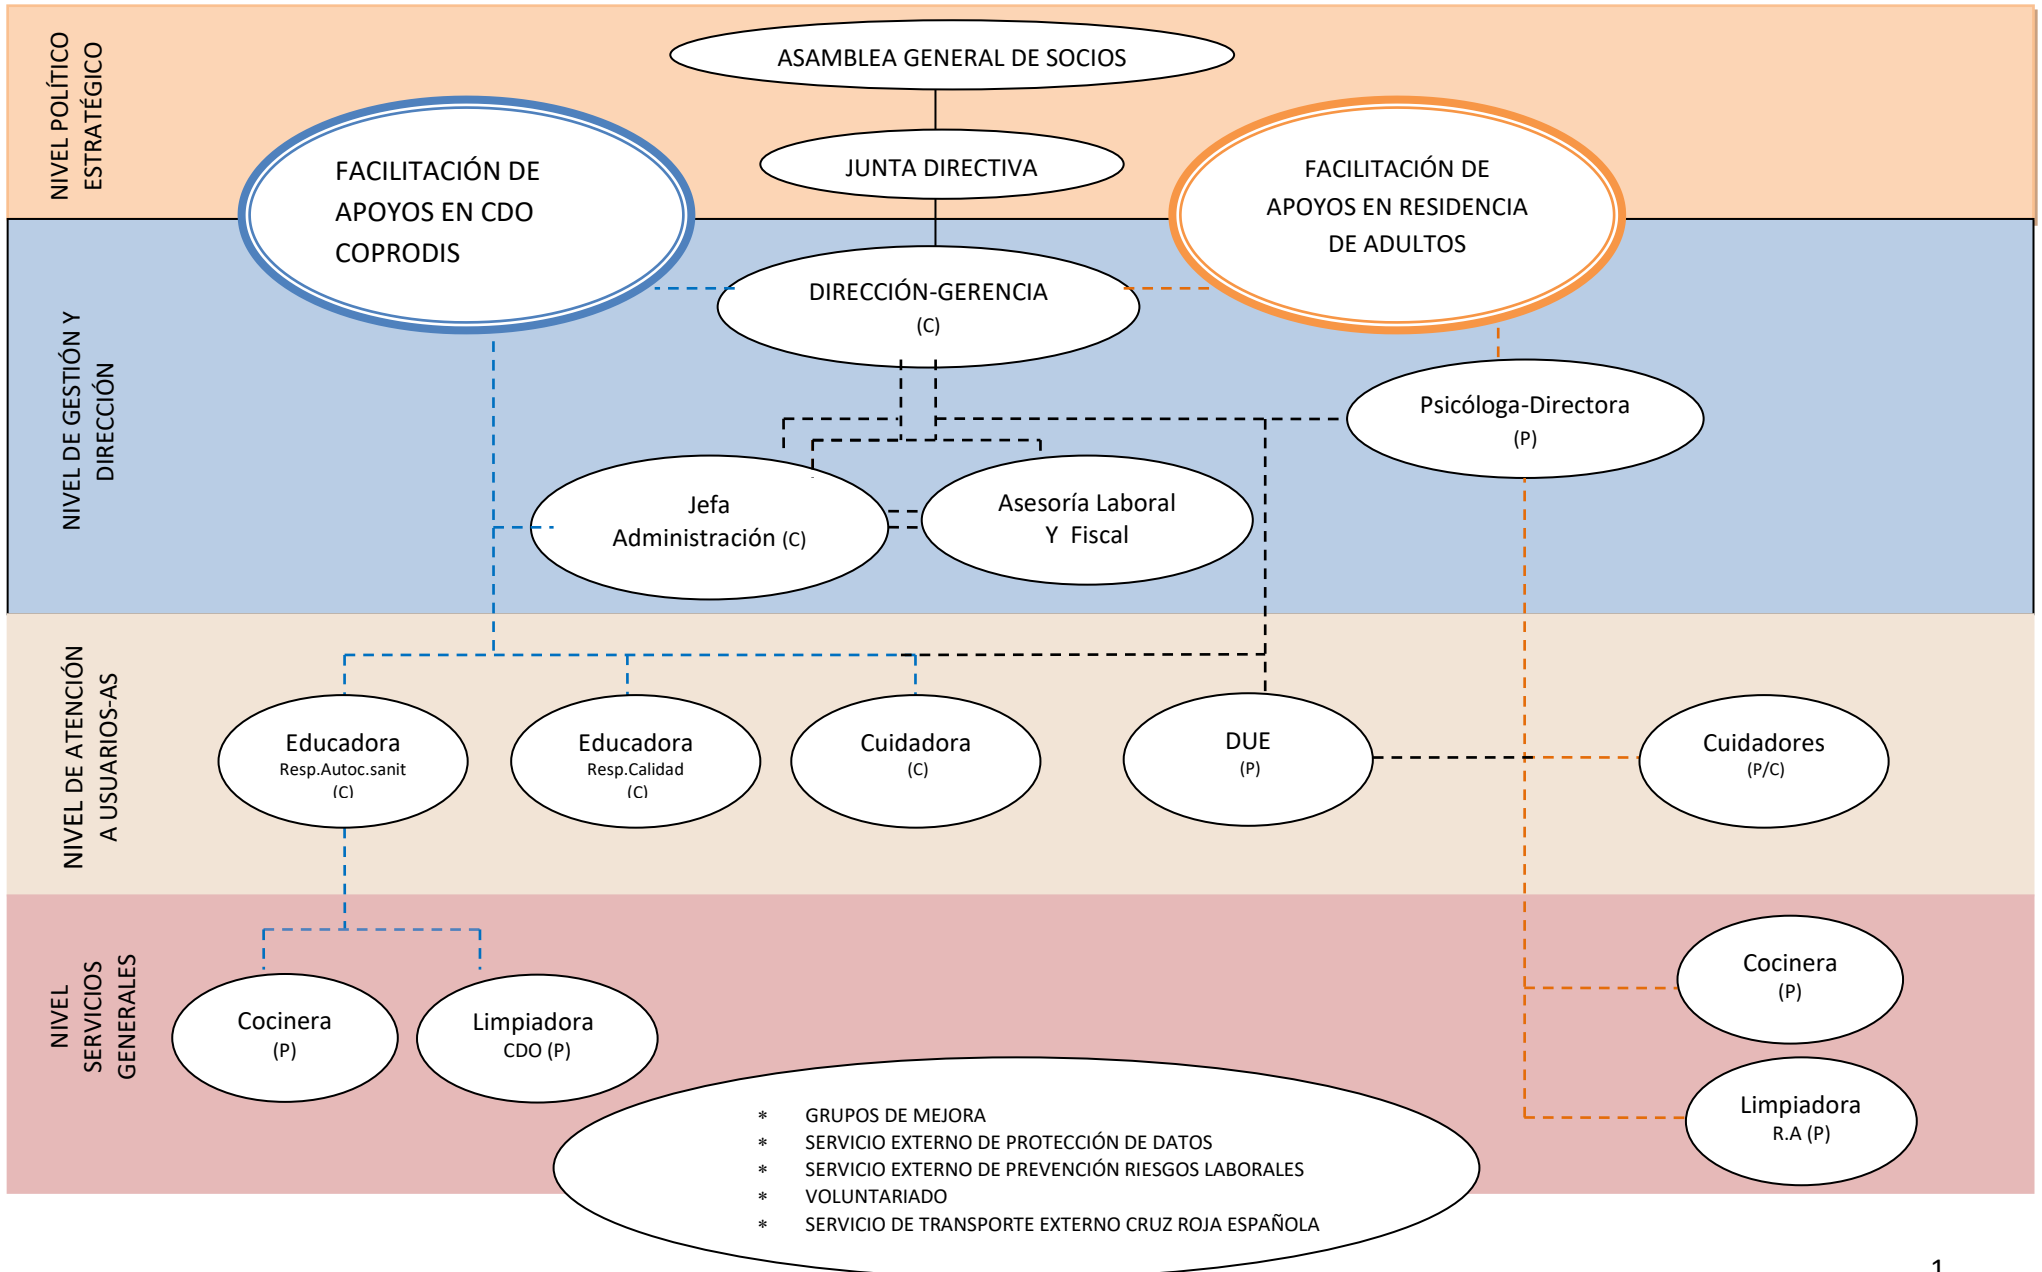 NIVEL POLÍTICO
ESTRATÉGICO
ASAMBLEA GENERAL DE SOCIOS
JUNTA DIRECTIVA
FACILITACIÓN DE
APOYOS EN CDO
COPRODIS
FACILITACIÓN DE
APOYOS EN RESIDENCIA
DE ADULTOS
NIVEL DE GESTIÓN Y
DIRECCIÓN
DIRECCIÓN-GERENCIA
(C)
Psicóloga-Directora
(P)
Jefa
Administración (C)
Asesoría Laboral
Y Fiscal
NIVEL DE ATENCIÓN
A USUARIOS-AS
Educadora
Resp.Autoc.sanit
(C)
Educadora
Resp.Calidad
(C)
Cuidadora
(C)
DUE
(P)
Cuidadores
(P/C)
NIVEL
SERVICIOS
GENERALES
Cocinera
(P)
Limpiadora
CDO (P)
Cocinera
(P)
Limpiadora
R.A (P)
* GRUPOS DE MEJORA
* SERVICIO EXTERNO DE PROTECCIÓN DE DATOS
* SERVICIO EXTERNO DE PREVENCIÓN RIESGOS LABORALES
* VOLUNTARIADO
* SERVICIO DE TRANSPORTE EXTERNO CRUZ ROJA ESPAÑOLA
1